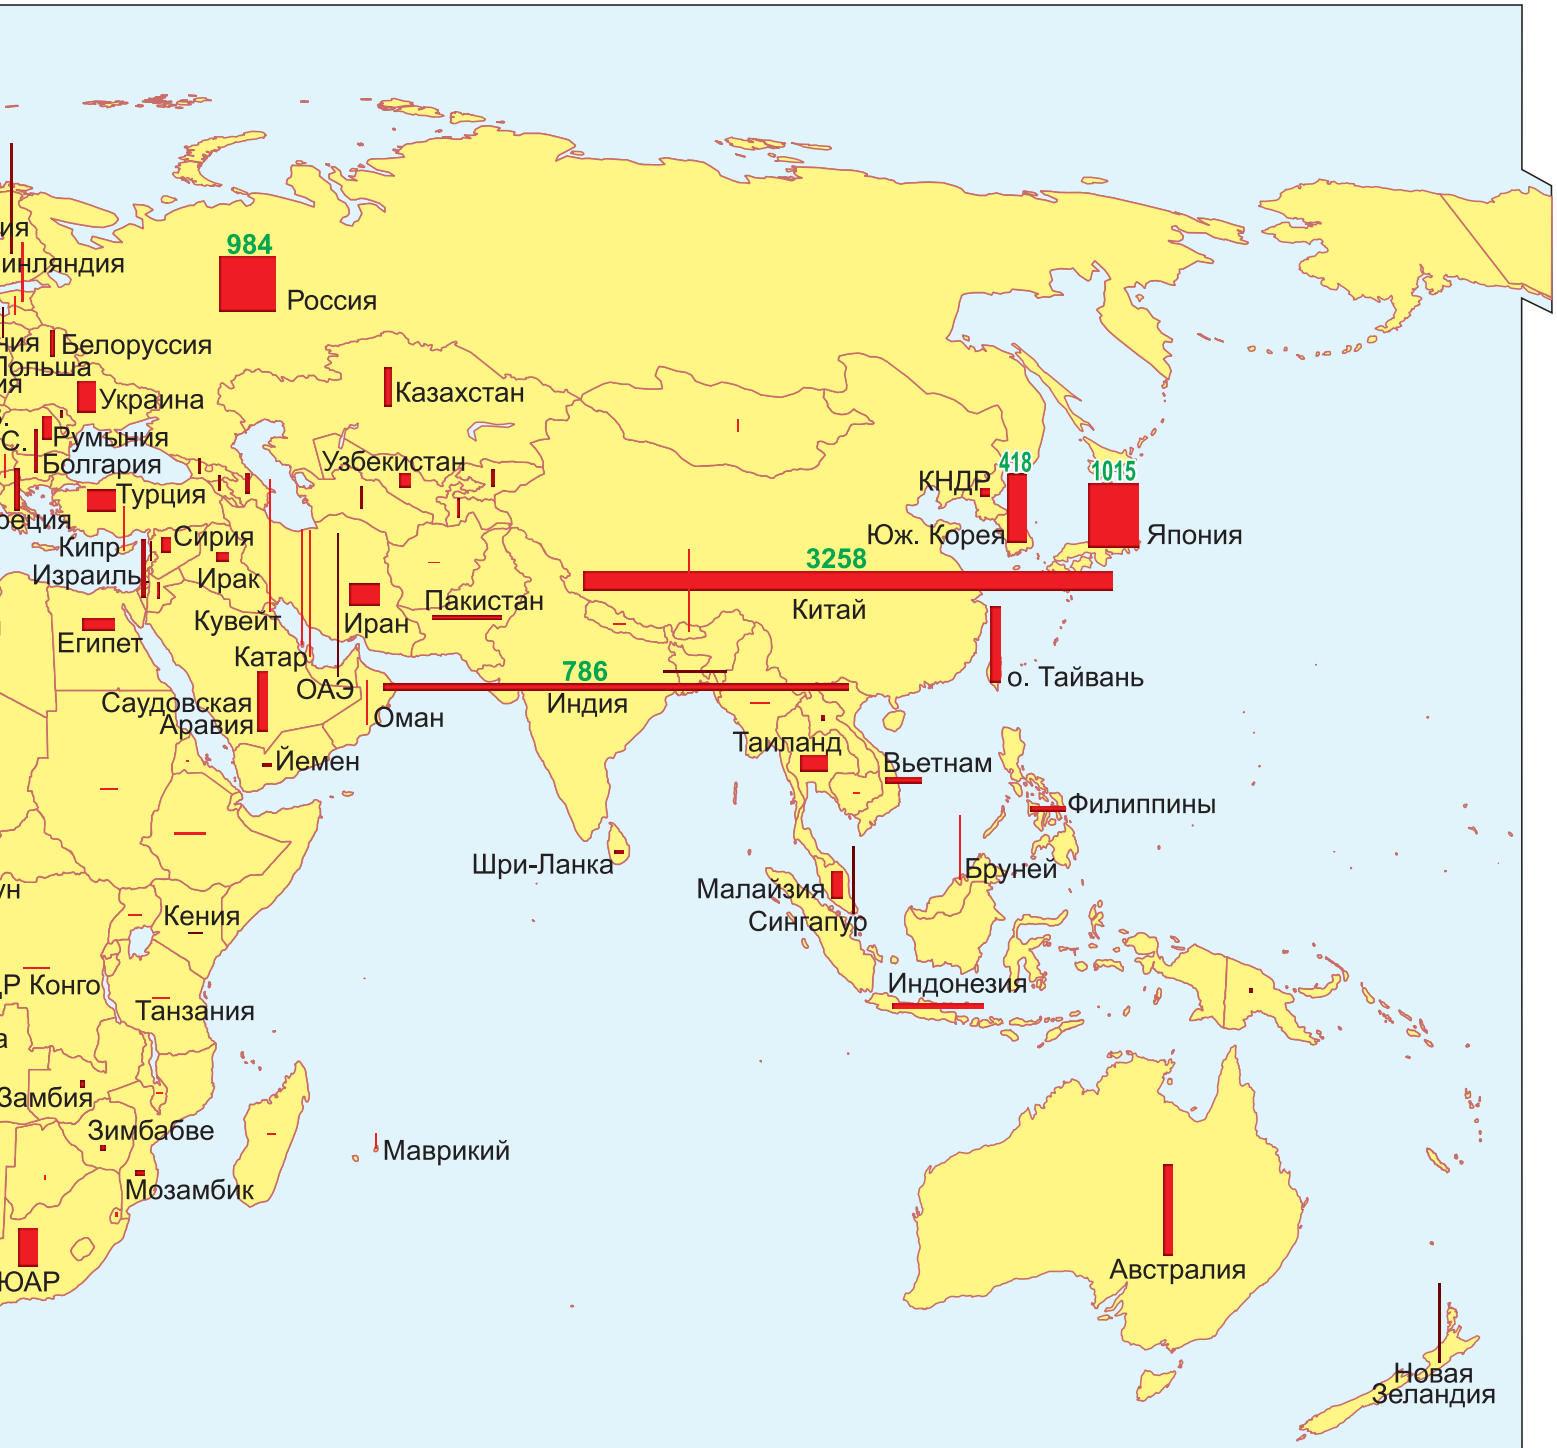 984
Россия
инляндия
Белоруссия
Польша
Украина
Казахстан
Румыния
Болгария
Узбекистан
Турция
КНДР
418
1015
Юж. Корея
Япония
Кипр
Сирия
Израиль
Ирак
3258
Китай
Кувейт
Иран
Пакистан
Египет
Катар
ОАЭ
786
Индия
о. Тайвань
Саудовская
Аравия
Оман
Йемен
Таиланд
Вьетнам
Филиппины
Шри-Ланка
Малайзия
Сингапур
Бруней
ун
Кения
Р Конго
Танзания
Индонезия
Замбия
Зимбабве
Мозамбик
Маврикий
ЮАР
Австралия
Новая
Зеландия